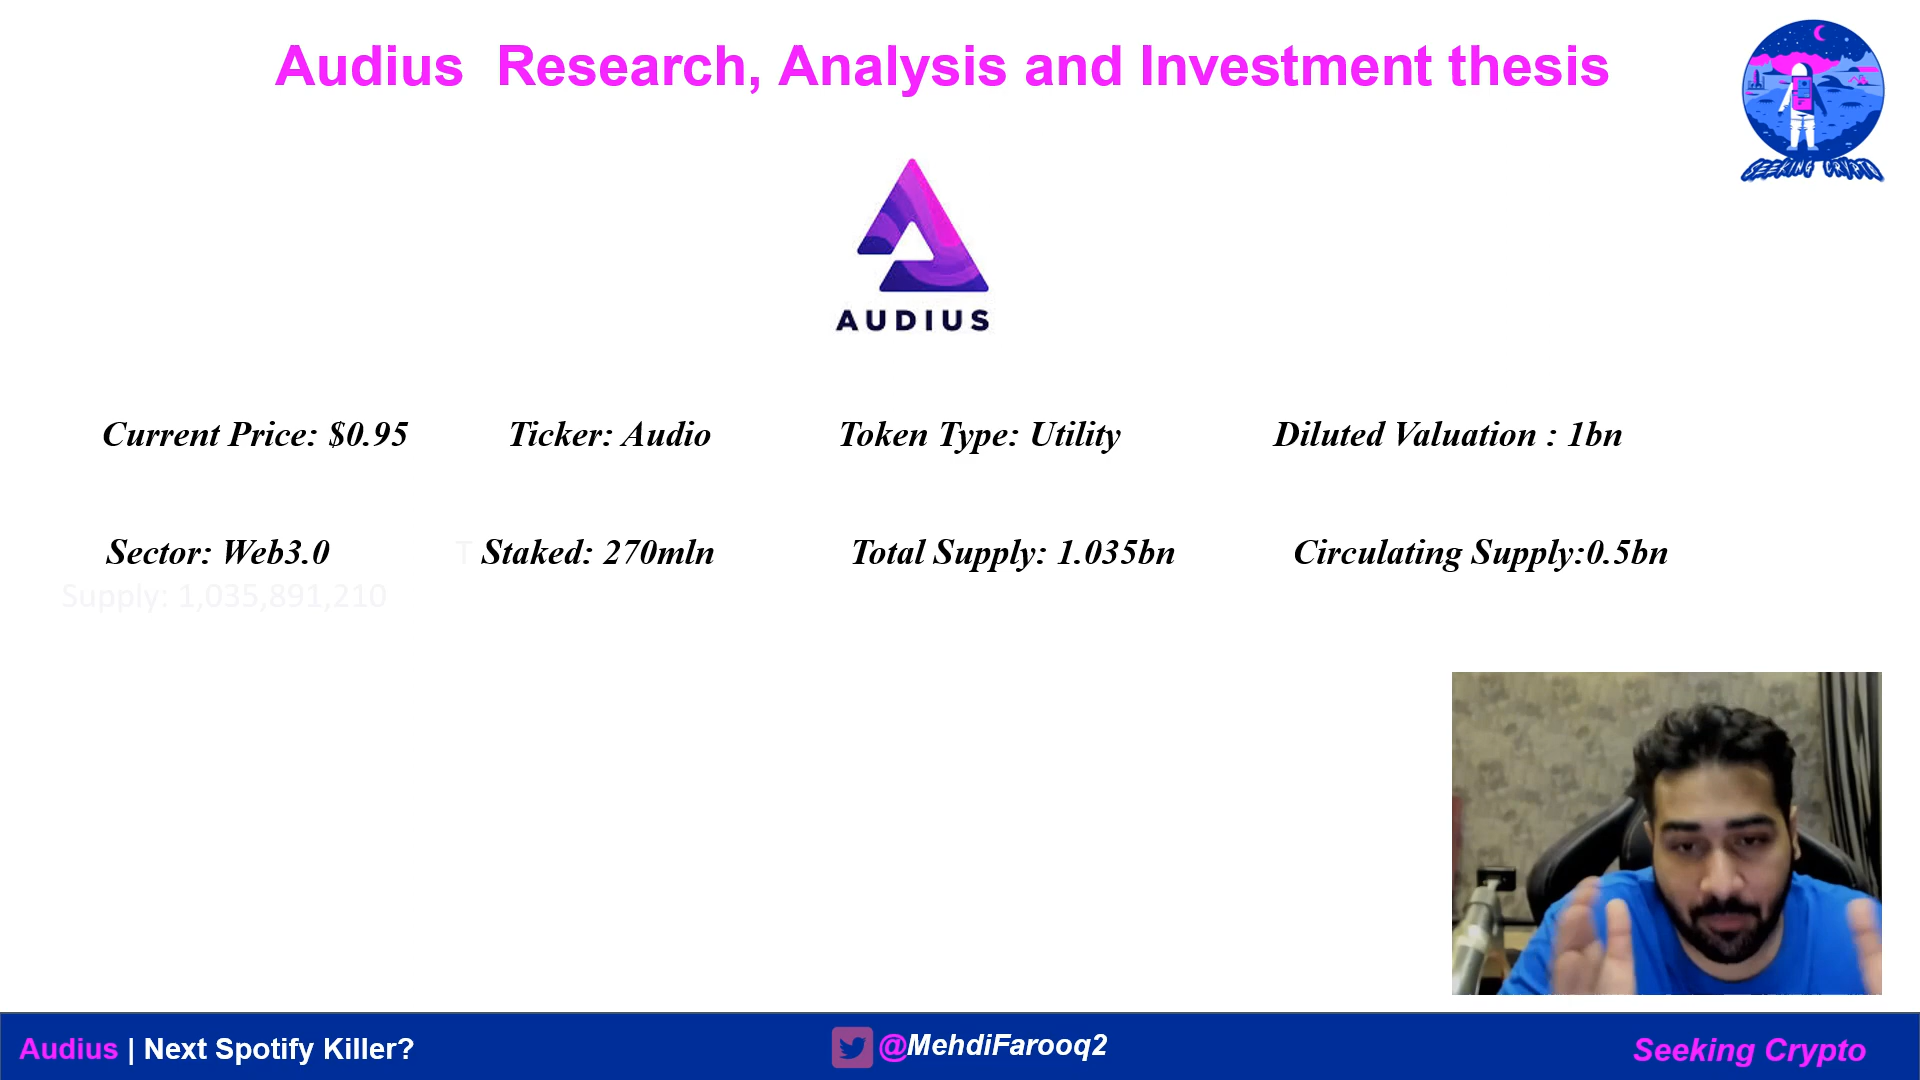 Audius Research, Analysis and Investment thesis
SEEKING CRYPTO
AUDIUS
Current Price: $0.95 Ticker: Audio Token Type: Utility Diluted Valuation : 1bn
Sector: Web3.0 T Staked: 270mln Total Supply: 1.035bn Circulating Supply:0.5bn
Supply: 1,035,891,210
Audius | Next Spotify Killer? @MehdiFarooq2 Seeking Crypto